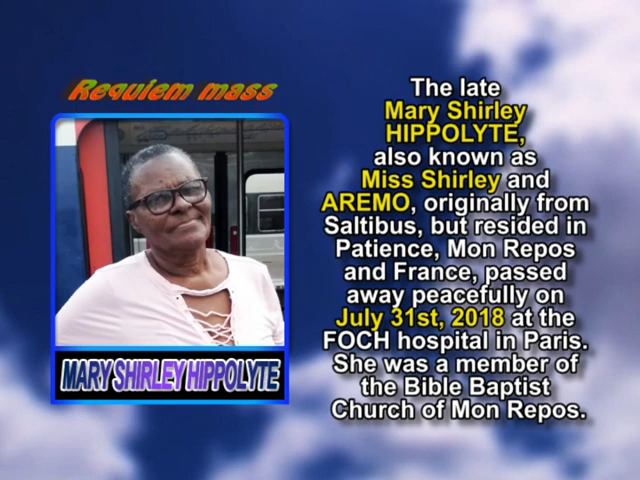 Requiem mass
MARY SHIRLEY HIPPOLYTE
The late
Mary Shirley
HIPPOLYTE,
also known as
Miss Shirley and
AREMO, originally from
Saltibus, but resided in
Patience, Mon Repos
and France, passed
away peacefully on
July 31st, 2018 at the
FOCH hospital in Paris.
She was a member of
the Bible Baptist
Church of Mon Repos.